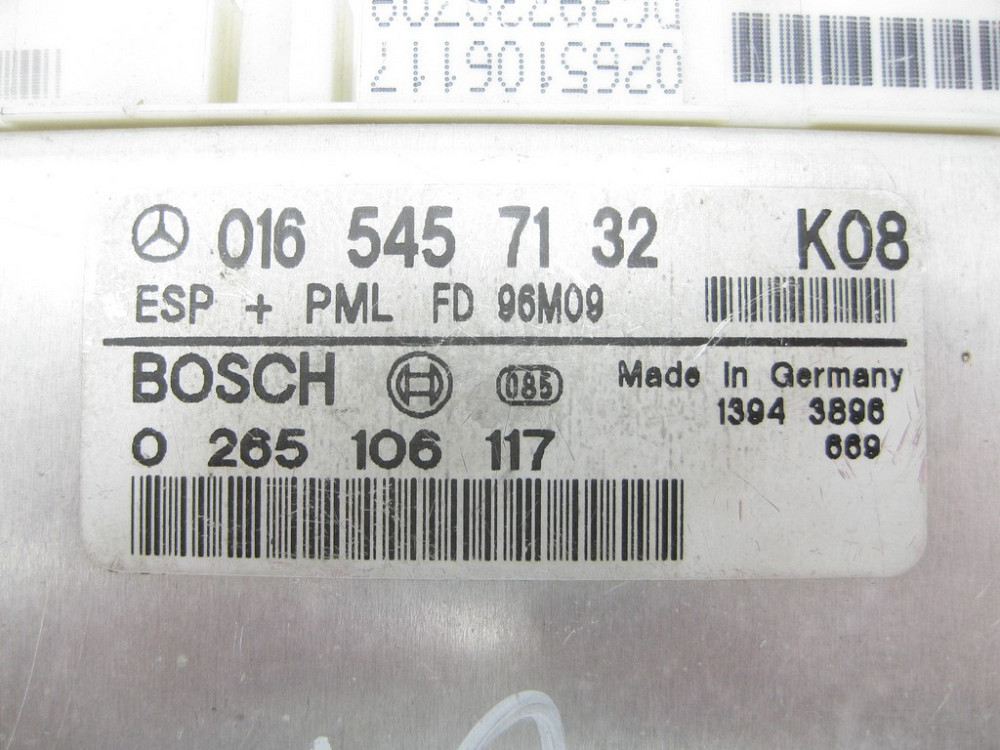 0265106117
016 545 71 32 K08
ESP + PML FD 96M09
BOSCH 085 Made In Germany
1394 3896
0 265 106 117 669